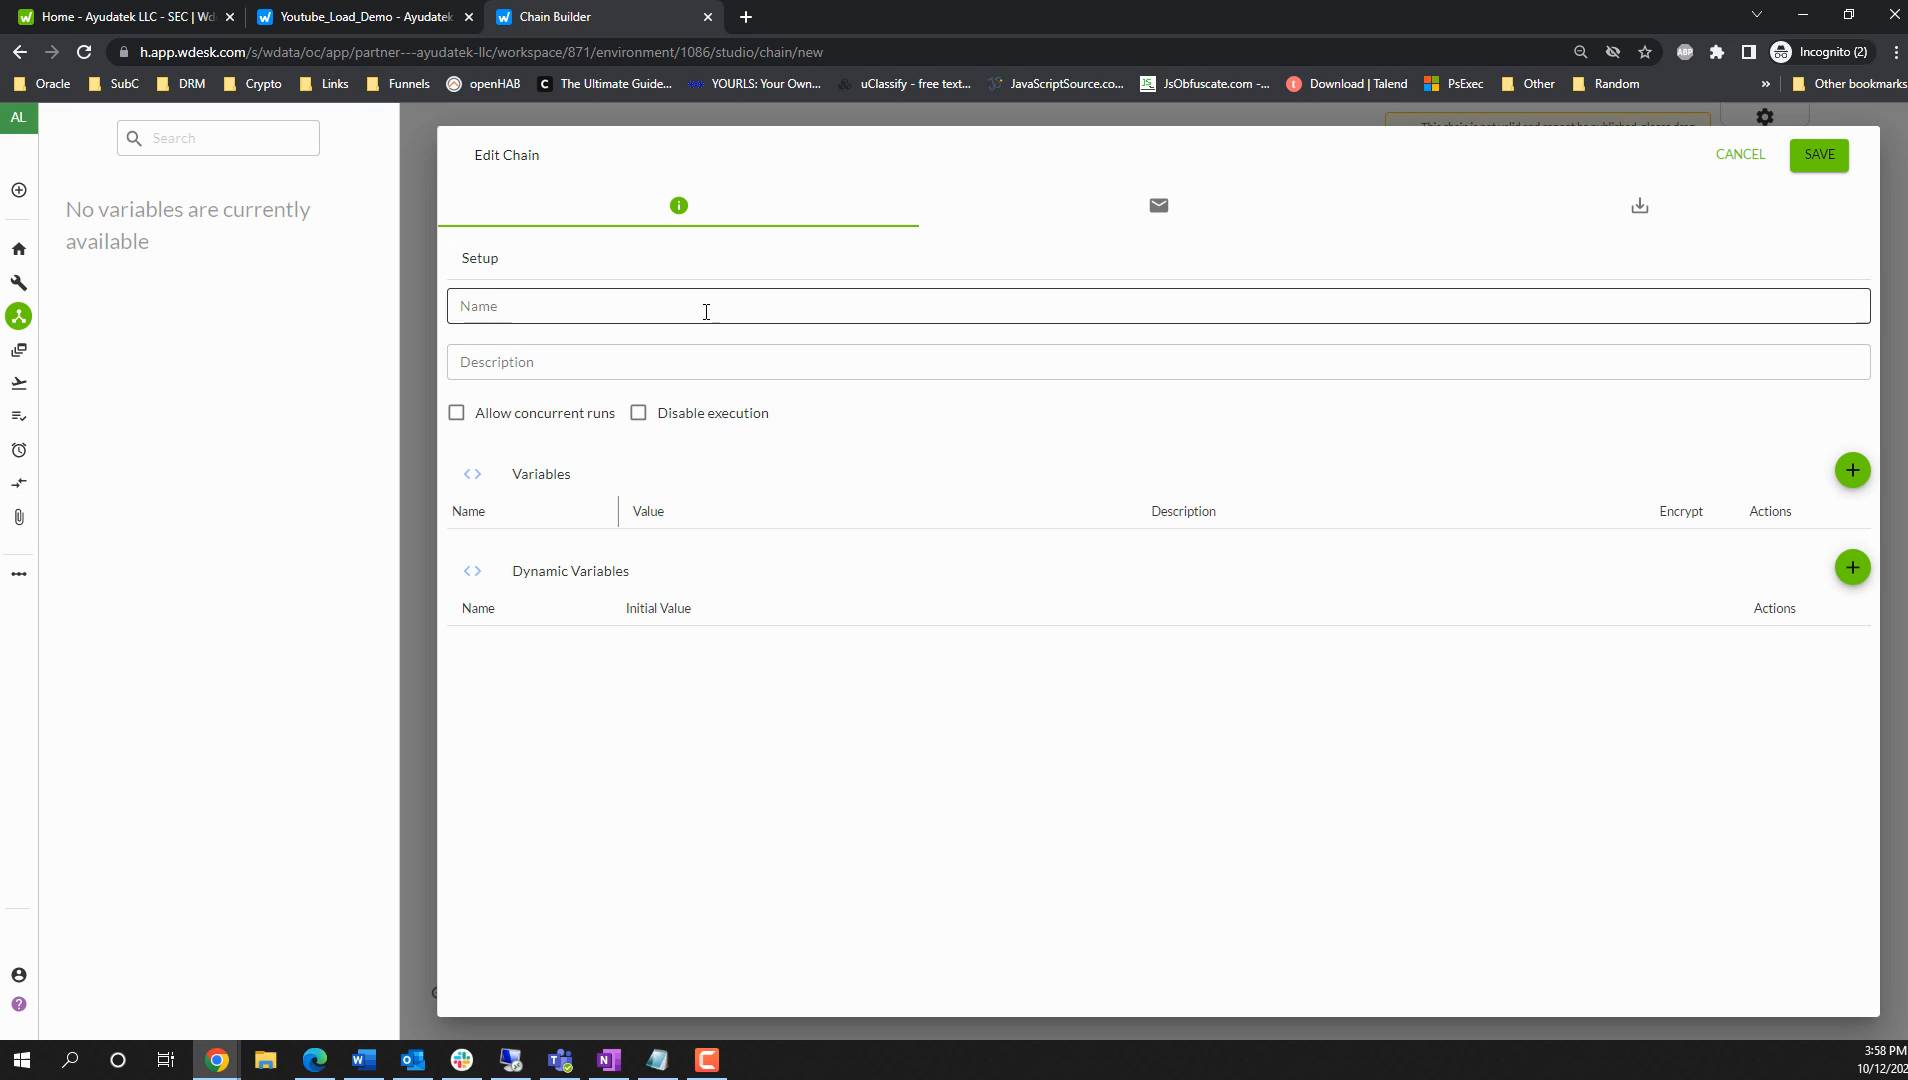 Home - Ayudatek LLC - SEC | Wd
Youtube_Load_Demo - Ayudatek
Chain Builder
h.app.wdesk.com/s/wdata/oc/app/partner---ayudatek-llc/workspace/871/environment/1086/studio/chain/new
ABP
Incognito (2)
Oracle
SubC
DRM
Crypto
Links
Funnels
openHAB
The Ultimate Guide...
YOURLS: Your Own...
uClassify - free text...
JavaScriptSource.co...
JsObfuscate.com -...
Download | Talend
PsExec
Other
Random
»
Other bookmarks
AL
Search
No variables are currently
available
Edit Chain
CANCEL
SAVE
Setup
Name
Description
Allow concurrent runs
Disable execution
Variables
Name
Value
Description
Encrypt
Actions
Dynamic Variables
Name
Initial Value
Actions
3:58 PM
10/12/202